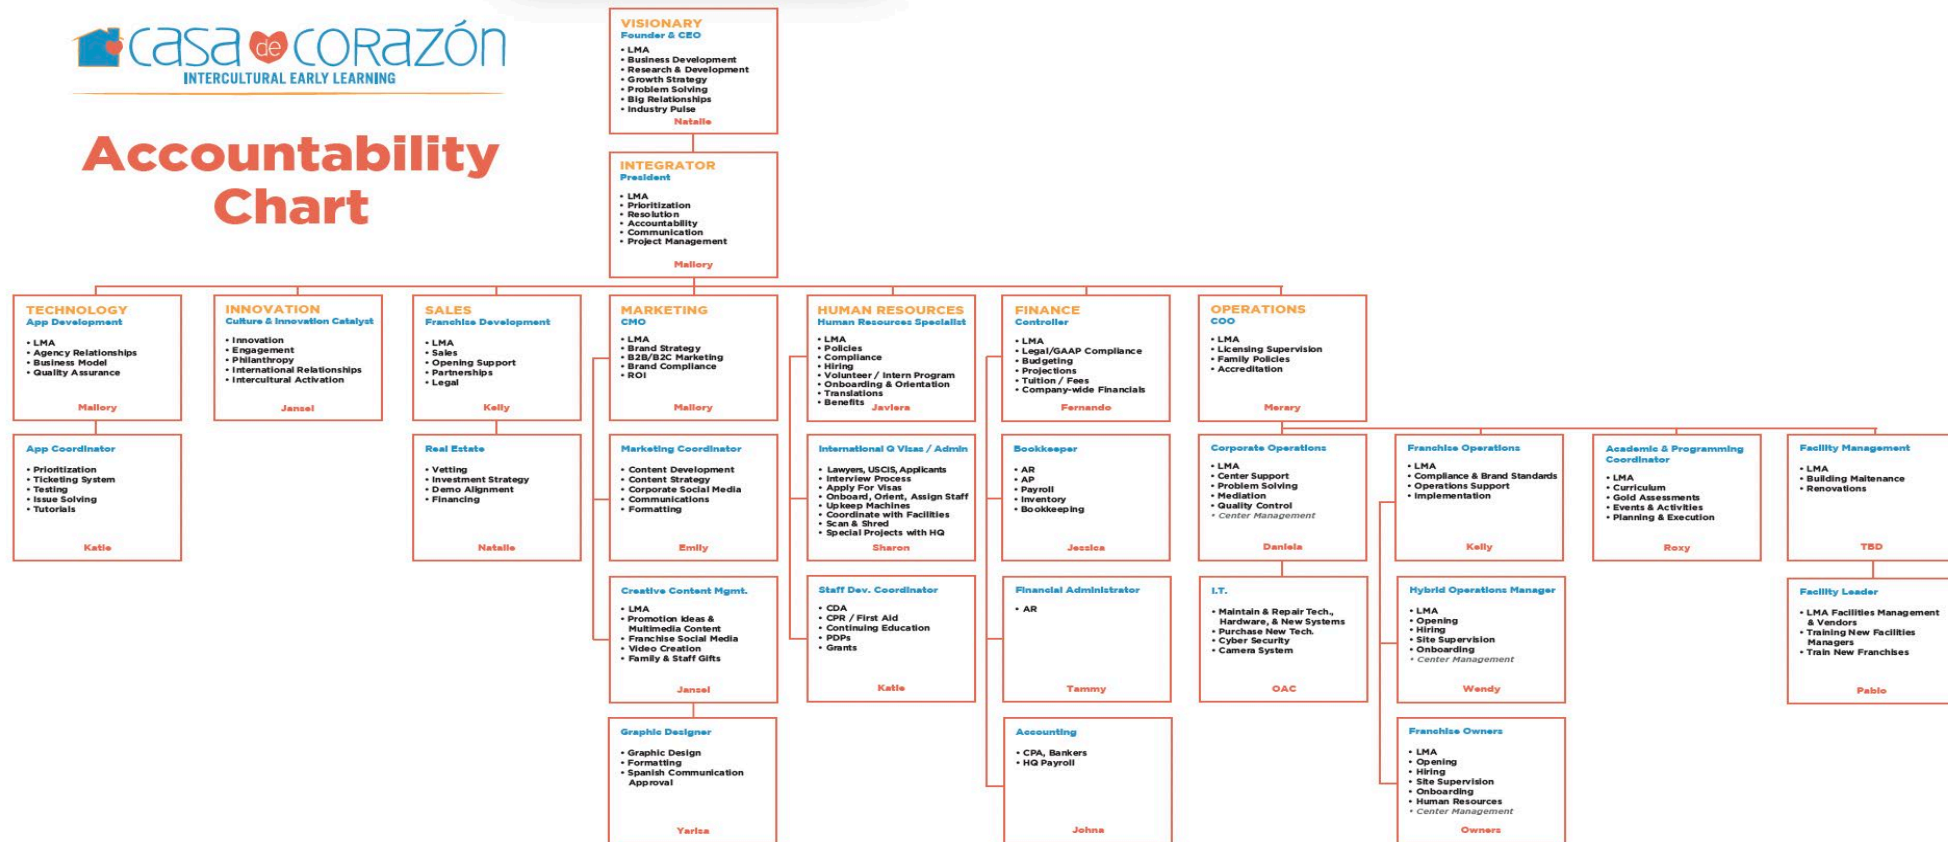 casa de corazón
INTERCULTURAL EARLY LEARNING
Accountability
Chart
VISIONARY
Founder & CEO
• LMA
• Business Development
• Research & Development
• Growth Strategy
• Problem Solving
• Big Relationships
• Industry Pulse
Natalie
INTEGRATOR
President
• LMA
• Prioritization
• Resolution
• Accountability
• Communication
• Project Management
Mallory
TECHNOLOGY
App Development
• LMA
• Agency Relationships
• Business Model
• Quality Assurance
Mallory
INNOVATION
Culture & Innovation Catalyst
• Innovation
• Engagement
• Philanthropy
• International Relationships
• Intercultural Activation
Jansel
SALES
Franchise Development
• LMA
• Sales
• Opening Support
• Partnerships
• Legal
Kelly
MARKETING
CMO
• LMA
• Brand Strategy
• B2B/B2C Marketing
• Brand Compliance
• ROI
Mallory
HUMAN RESOURCES
Human Resources Specialist
• LMA
• Policies
• Compliance
• Hiring
• Volunteer / Intern Program
• Onboarding & Orientation
• Translations
• Benefits
Javiera
FINANCE
Controller
• LMA
• Legal/GAAP Compliance
• Budgeting
• Projections
• Tuition / Fees
• Company-wide Financials
Fernando
OPERATIONS
COO
• LMA
• Licensing Supervision
• Family Policies
• Accreditation
Merary
App Coordinator
• Prioritization
• Ticketing System
• Testing
• Issue Solving
• Tutorials
Katie
Real Estate
• Vetting
• Investment Strategy
• Demo Alignment
• Financing
Natalie
Marketing Coordinator
• Content Development
• Content Strategy
• Corporate Social Media
• Communications
• Formatting
Emily
International Q Visas / Admin
• Lawyers, USCIS, Applicants
• Interview Process
• Apply For Visas
• Onboard, Orient, Assign Staff
• Upkeep Machines
• Coordinate with Facilities
• Scan & Shred
• Special Projects with HQ
Sharon
Bookkeeper
• AR
• AP
• Payroll
• Inventory
• Bookkeeping
Jessica
Corporate Operations
• LMA
• Center Support
• Problem Solving
• Mediation
• Quality Control
• Center Management
Daniela
Franchise Operations
• LMA
• Compliance & Brand Standards
• Operations Support
• Implementation
Kelly
Academic & Programming
Coordinator
• LMA
• Curriculum
• Gold Assessments
• Events & Activities
• Planning & Execution
Roxy
Facility Management
• LMA
• Building Maitenance
• Renovations
TBD
Creative Content Mgmt.
• LMA
• Promotion Ideas &
Multimedia Content
• Franchise Social Media
• Video Creation
• Family & Staff Gifts
Jansel
Staff Dev. Coordinator
• CDA
• CPR / First Aid
• Continuing Education
• PDPs
• Grants
Katie
Financial Administrator
• AR
Tammy
I.T.
• Maintain & Repair Tech.,
Hardware, & New Systems
• Purchase New Tech.
• Cyber Security
• Camera System
OAC
Hybrid Operations Manager
• LMA
• Opening
• Hiring
• Site Supervision
• Onboarding
• Center Management
Wendy
Facility Leader
• LMA Facilities Management
& Vendors
• Training New Facilities
Managers
• Train New Franchises
Pablo
Graphic Designer
• Graphic Design
• Formatting
• Spanish Communication
Approval
Yarisa
Accounting
• CPA, Bankers
• HQ Payroll
Johna
Franchise Owners
• LMA
• Opening
• Hiring
• Site Supervision
• Onboarding
• Human Resources
• Center Management
Owners